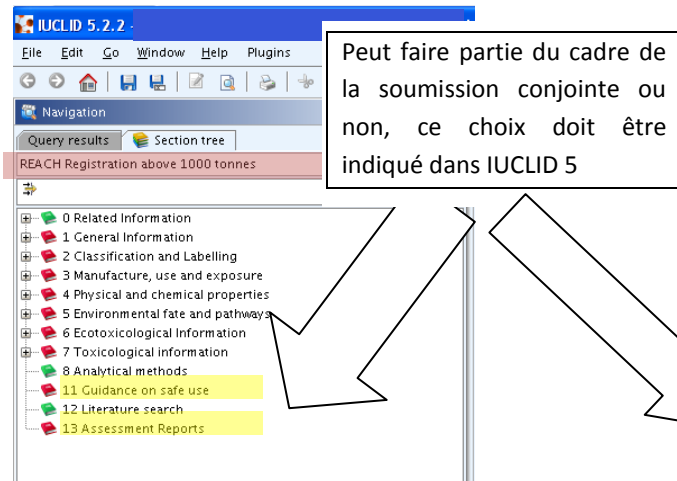 IUCLID 5.2.2 -
File Edit Go Window Help Plugins
Navigation
Query results Section tree
REACH Registration above 1000 tonnes
Peut faire partie du cadre de
la soumission conjointe ou
non, ce choix doit être
indiqué dans IUCLID 5
0 Related Information
1 General Information
2 Classification and Labelling
3 Manufacture, use and exposure
4 Physical and chemical properties
5 Environmental fate and pathways
6 Ecotoxicological Information
7 Toxicological information
8 Analytical methods
11 Guidance on safe use
12 Literature search
13 Assessment Reports